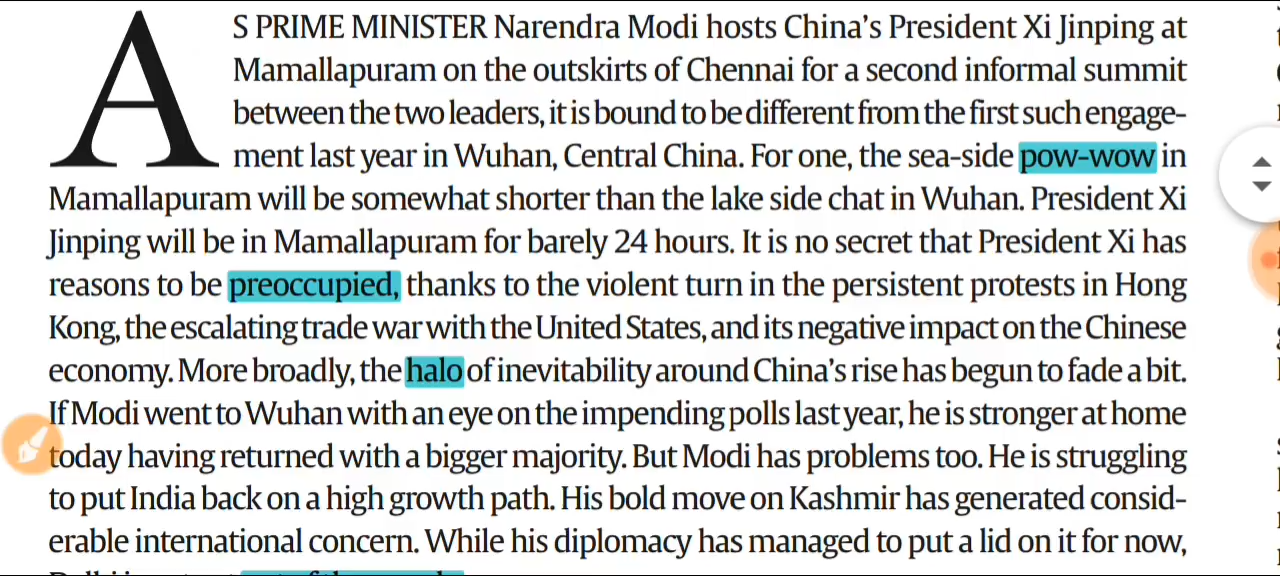 AS PRIME MINISTER Narendra Modi hosts China's President Xi Jinping at
Mamallapuram on the outskirts of Chennai for a second informal summit
between the two leaders, it is bound to be different from the first such engage-
ment last year in Wuhan, Central China. For one, the sea-side pow-wow in
Mamallapuram will be somewhat shorter than the lake side chat in Wuhan. President Xi
Jinping will be in Mamallapuram for barely 24 hours. It is no secret that President Xi has
reasons to be preoccupied, thanks to the violent turn in the persistent protests in Hong
Kong, the escalating trade war with the United States, and its negative impact on the Chinese
economy. More broadly, the halo of inevitability around China's rise has begun to fade a bit.
If Modi went to Wuhan with an eye on the impending polls last year, he is stronger at home
today having returned with a bigger majority. But Modi has problems too. He is struggling
to put India back on a high growth path. His bold move on Kashmir has generated consid-
erable international concern. While his diplomacy has managed to put a lid on it for now,